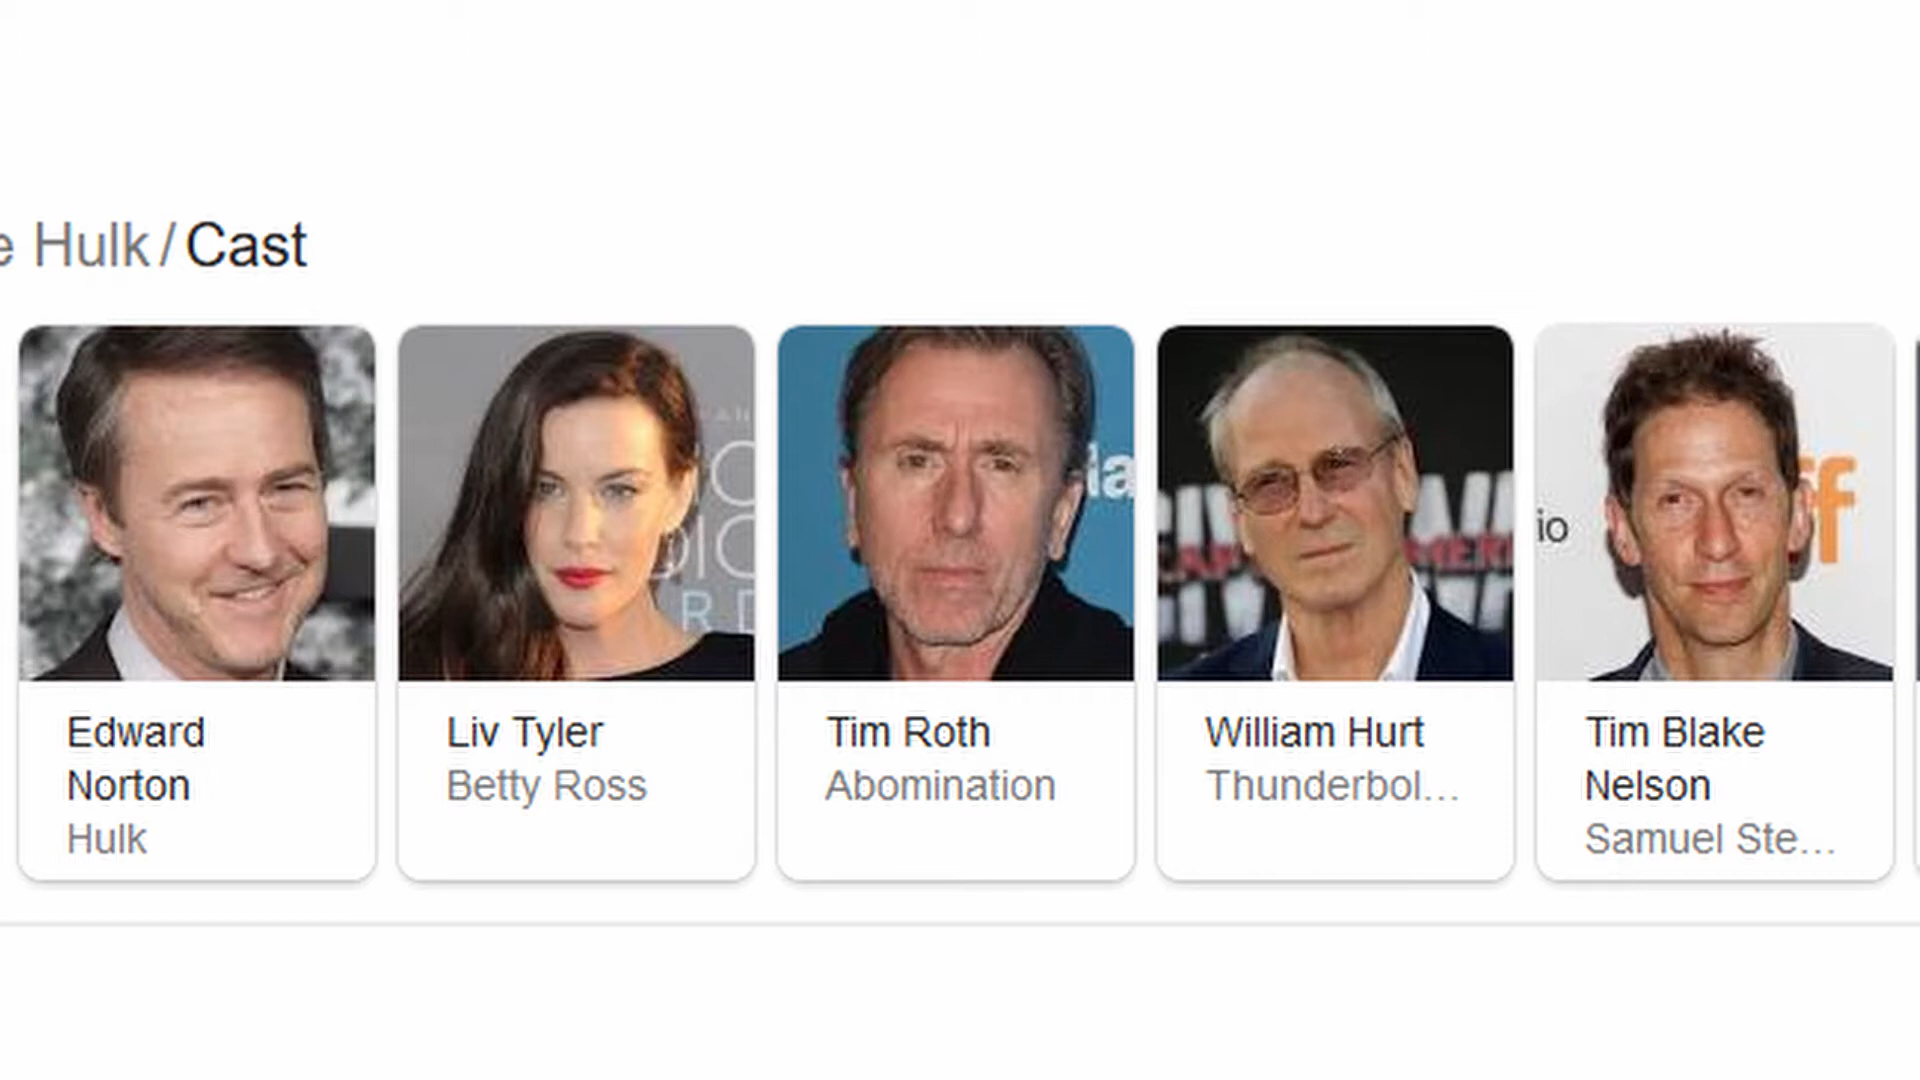 e Hulk / Cast
Edward
Norton
Hulk
Liv Tyler
Betty Ross
Tim Roth
Abomination
William Hurt
Thunderbol...
Tim Blake
Nelson
Samuel Ste...
io